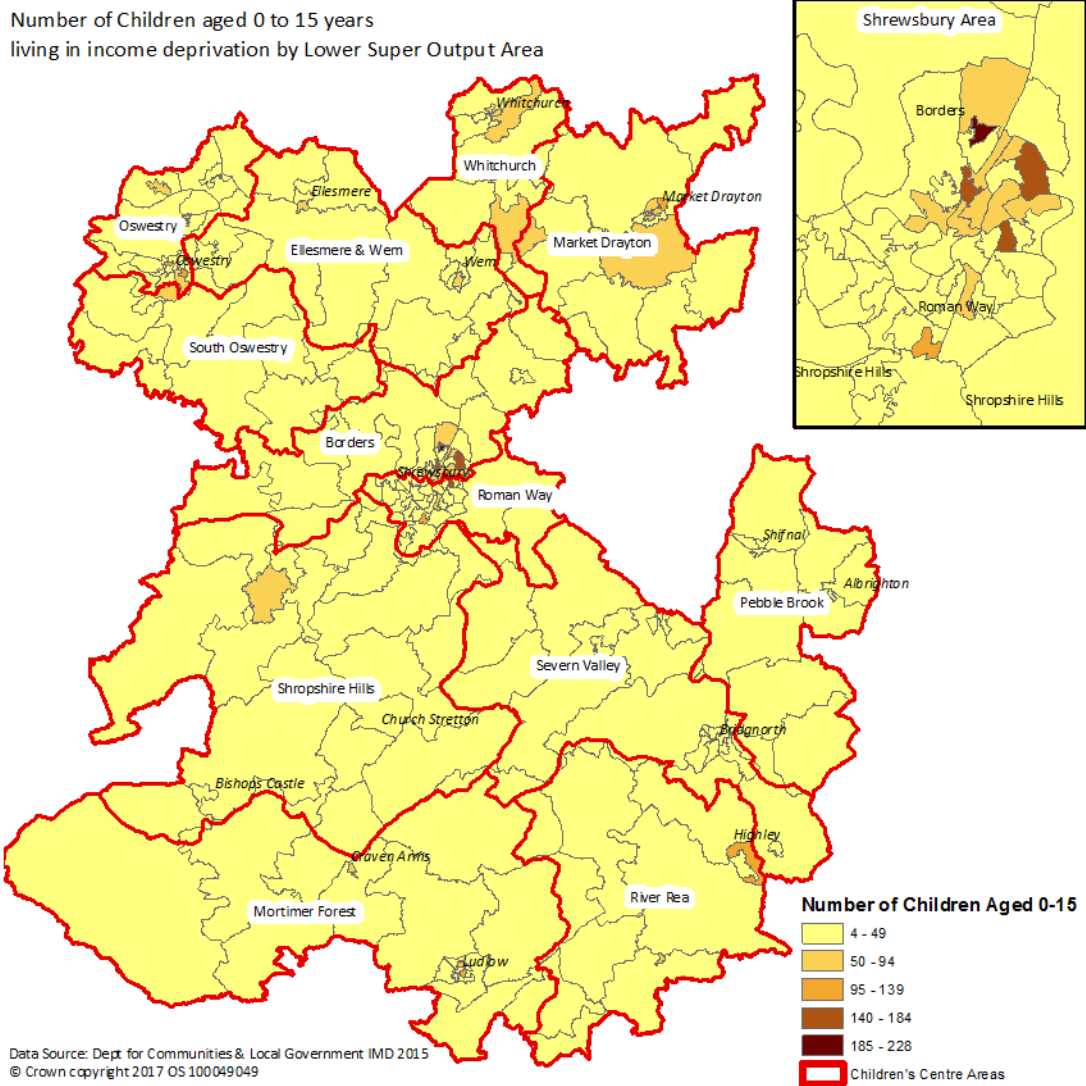 Number of Children aged 0 to 15 years
living in income deprivation by Lower Super Output Area
Shrewsbury Area
Borders
Roman Way
Shropshire Hills
Shropshire Hills
Whitchurch
Whitchurch
Ellesmere
Market Drayton
Oswestry
Ellesmere & Wem
Market Drayton
Oswestry
Wem
South Oswestry
Borders
Shrewsbury
Roman Way
Shifnal
Albrighton
Pebble Brook
Severn Valley
Shropshire Hills
Church Stretton
Bridgnorth
Bishops Castle
Highley
Craven Arms
River Rea
Mortimer Forest
Ludlow
Number of Children Aged 0-15
4 - 49
50 - 94
95 - 139
140 - 184
185 - 228
Children's Centre Areas
Data Source: Dept for Communities & Local Government IMD 2015
© Crown copyright 2017 OS 100049049